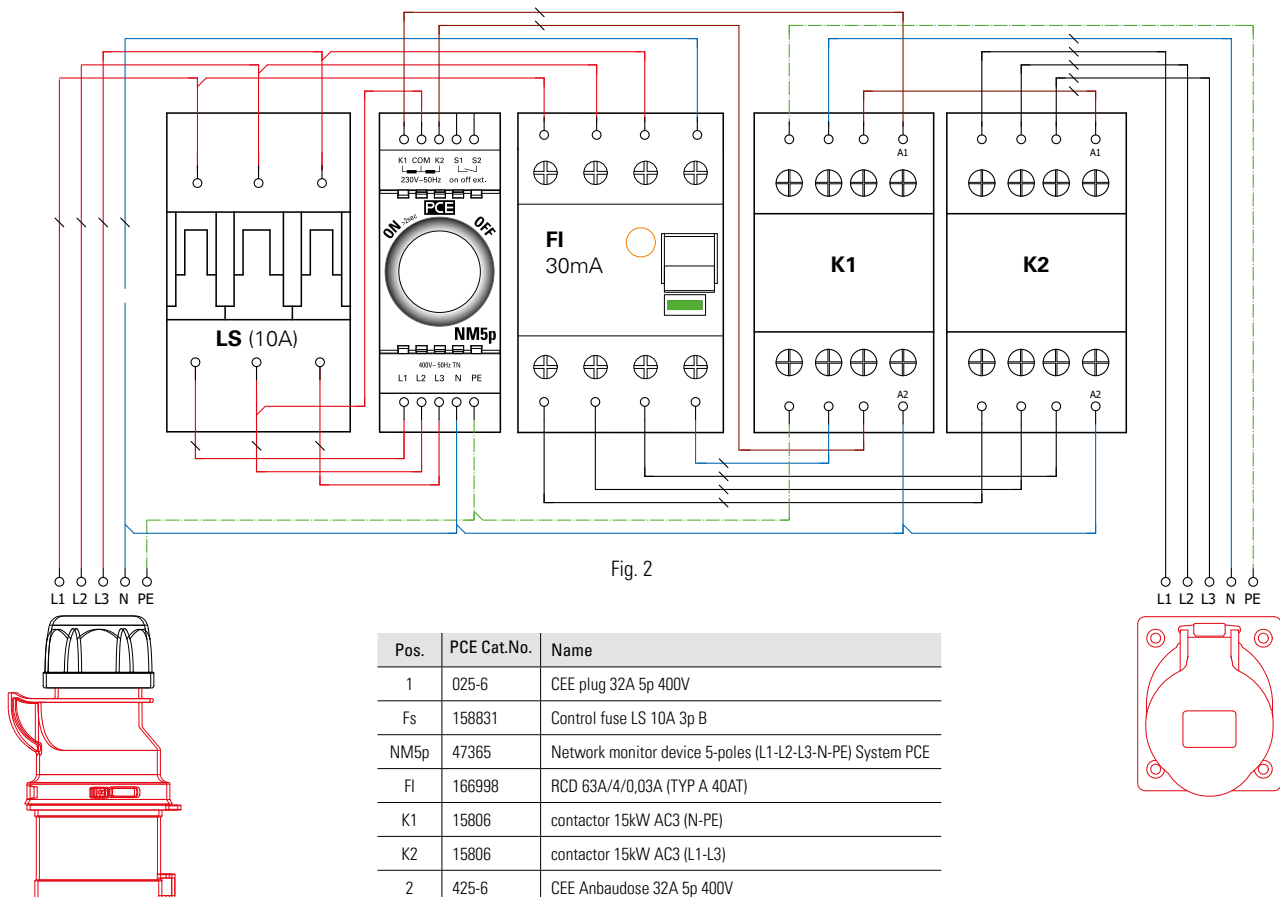 K1 COM K2 S1 S2
230V~50Hz on off ext.
PCE
ON >2sec OFF
NM5p
400V~ 50Hz TN
L1 L2 L3 N PE
LS (10A)
FI
30mA
A1
K1
A2
A1
K2
A2
Fig. 2
L1 L2 L3 N PE
L1 L2 L3 N PE
Pos. PCE Cat.No. Name
1 025-6 CEE plug 32A 5p 400V
Fs 158831 Control fuse LS 10A 3p B
NM5p 47365 Network monitor device 5-poles (L1-L2-L3-N-PE) System PCE
FI 166998 RCD 63A/4/0,03A (TYP A 40AT)
K1 15806 contactor 15kW AC3 (N-PE)
K2 15806 contactor 15kW AC3 (L1-L3)
2 425-6 CEE Anbaudose 32A 5p 400V